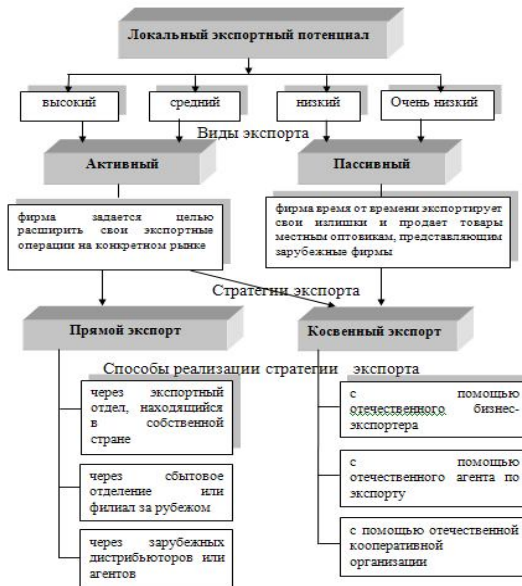 Локальный экспортный потенциал
высокий
средний
низкий
Очень низкий
Виды экспорта
Активный
Пассивный
фирма задается целью
расширить свои экспортные
операции на конкретном рынке
фирма время от времени экспортирует
свои излишки и продает товары
местным оптовикам, представляющим
зарубежные фирмы
Стратегии экспорта
Прямой экспорт
Косвенный экспорт
Способы реализации стратегии экспорта
через экспортный
отдел, находящийся
в собственной
стране
через сбытовое
отделение или
филиал за рубежом
через зарубежных
дистрибьюторов или
агентов
с помощью
отечественного бизнес-
экспортера
с помощью
отечественного агента по
экспорту
с помощью отечественной
кооперативной
организации